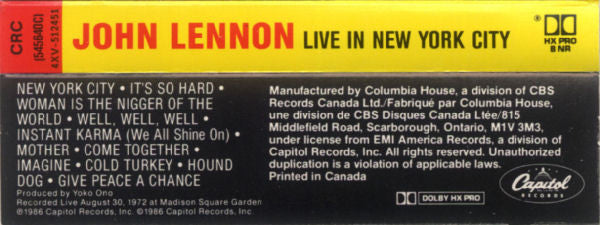 CRC
(545640C)
4XV-512451
JOHN LENNON LIVE IN NEW YORK CITY
HX PRO
B NR
NEW YORK CITY • IT'S SO HARD •
WOMAN IS THE NIGGER OF THE
WORLD • WELL, WELL, WELL •
INSTANT KARMA (We All Shine On) •
MOTHER • COME TOGETHER •
IMAGINE • COLD TURKEY • HOUND
DOG • GIVE PEACE A CHANCE
Produced by Yoko Ono
Recorded Live August 30, 1972 at Madison Square Garden
℗1986 Capitol Records, Inc. ©1986 Capitol Records, Inc.
Manufactured by Columbia House, a division of CBS
Records Canada Ltd./Fabriqué par Columbia House,
une division de CBS Disques Canada Ltée/815
Middlefield Road, Scarborough, Ontario, M1V 3M3,
under license from EMI America Records, a division of
Capitol Records, Inc. All rights reserved. Unauthorized
duplication is a violation of applicable laws.
Printed in Canada
DOLBY HX PRO
Capitol